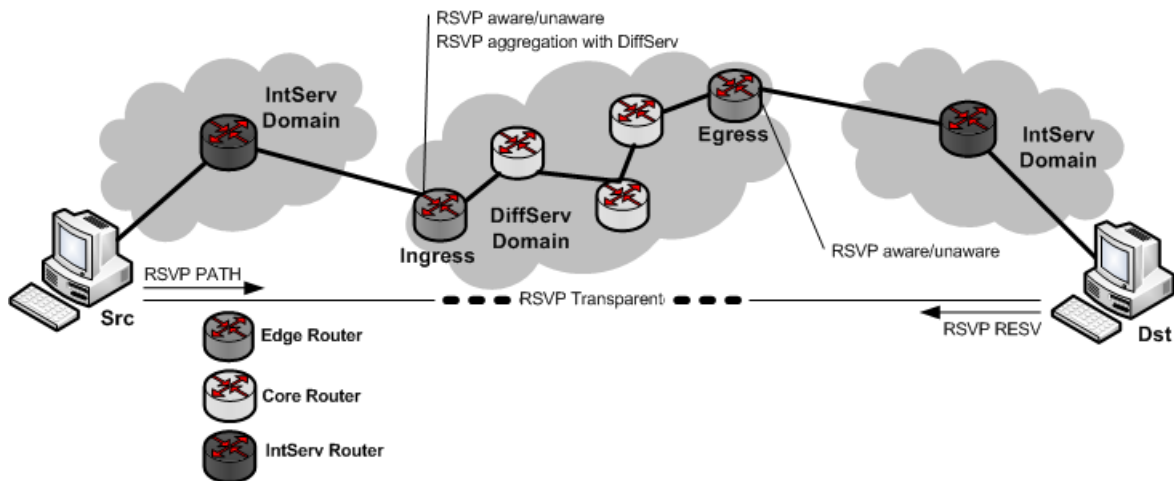 RSVP aware/unaware
RSVP aggregation with DiffServ
IntServ
Domain
Egress
IntServ
Domain
DiffServ
Domain
Ingress
RSVP aware/unaware
RSVP PATH
RSVP Transparent
Src
RSVP RESV
Dst
Edge Router
Core Router
IntServ Router